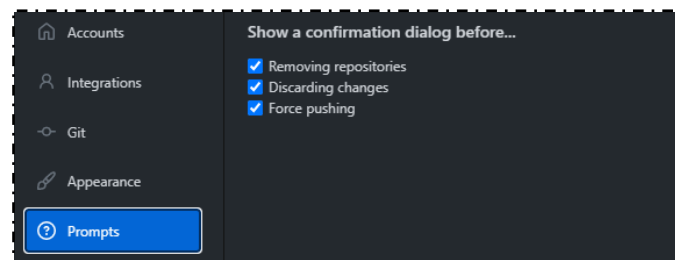 Accounts
Integrations
Git
Appearance
Prompts
Show a confirmation dialog before...
Removing repositories
Discarding changes
Force pushing